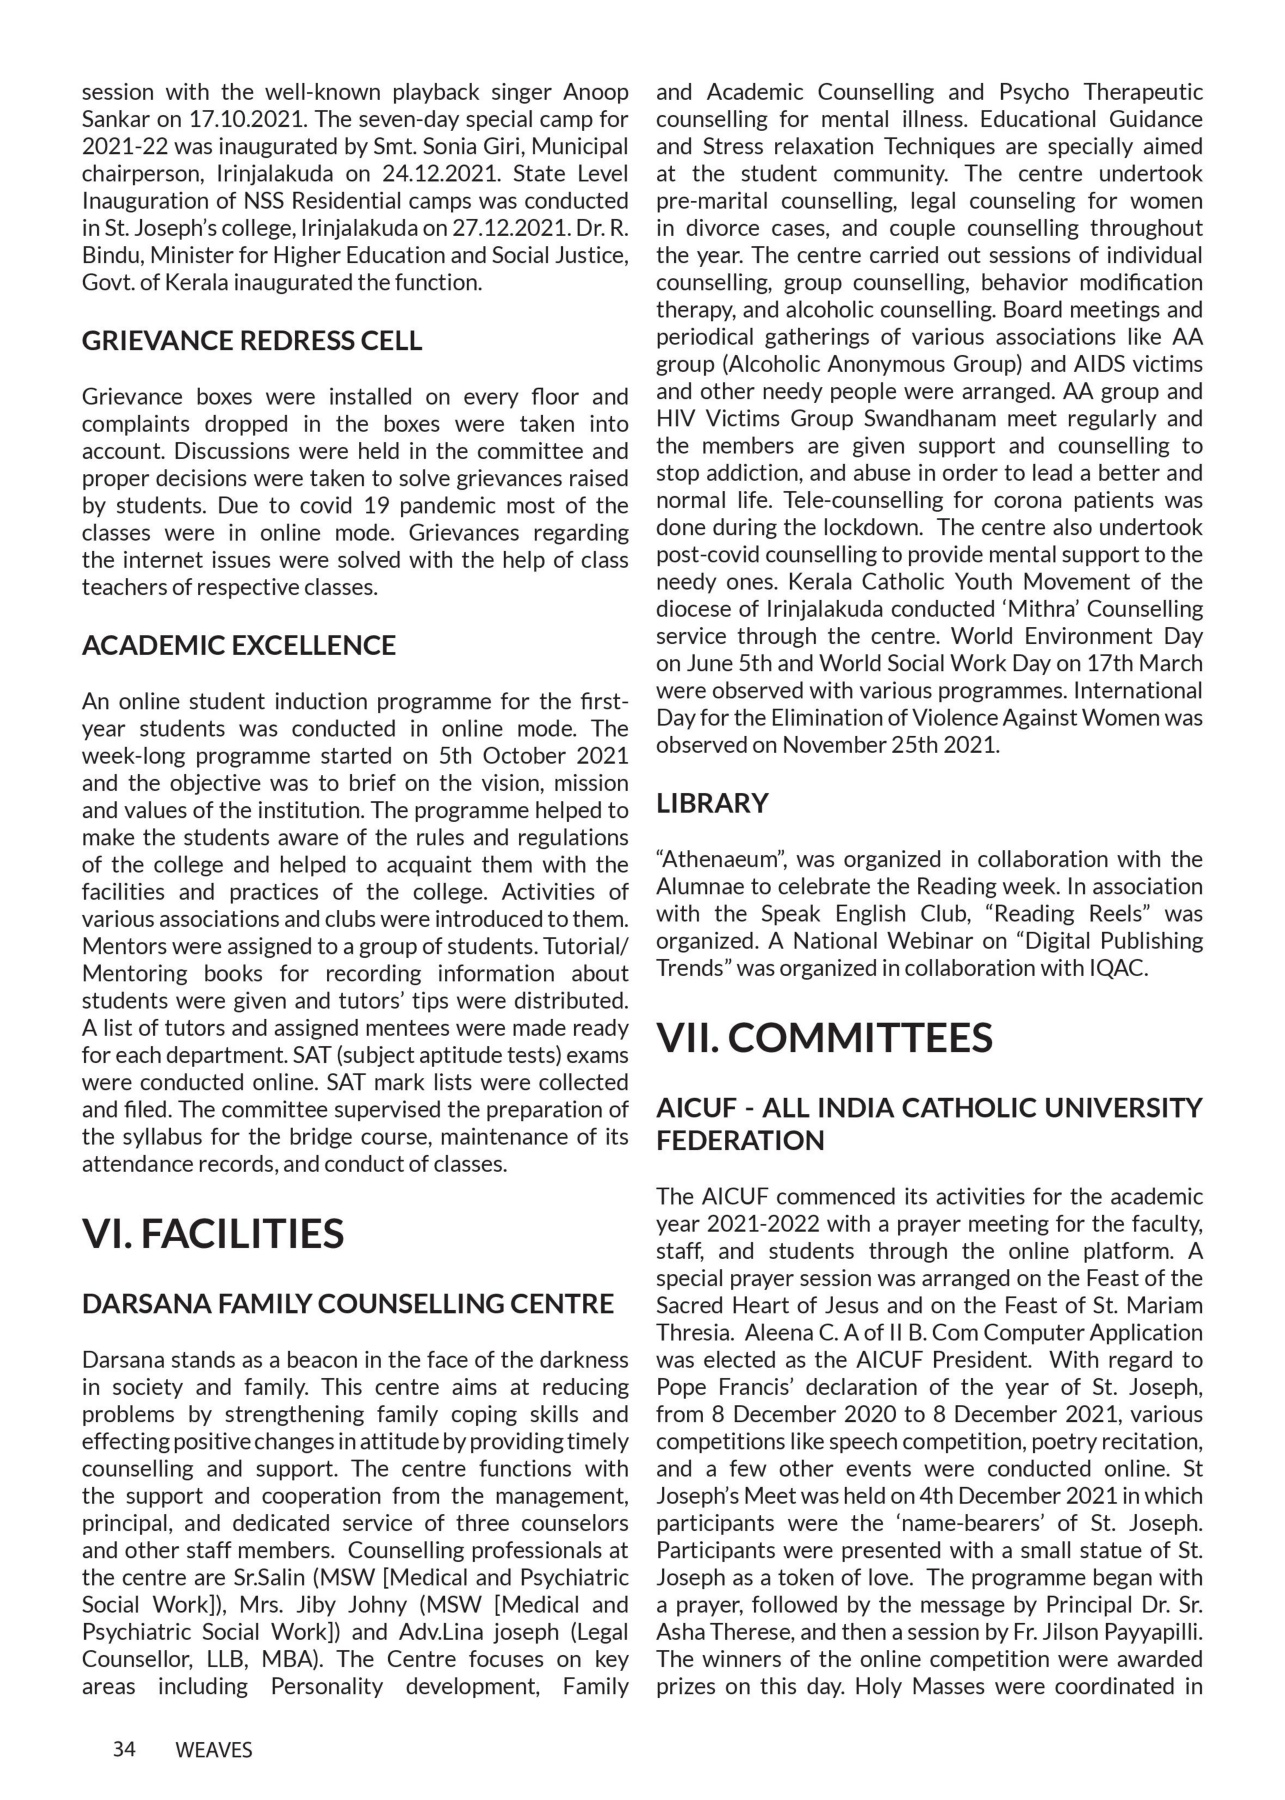 session with the well-known playback singer Anoop
Sankar on 17.10.2021. The seven-day special camp for
2021-22 was inaugurated by Smt. Sonia Giri, Municipal
chairperson, Irinjalakuda on 24.12.2021. State Level
Inauguration of NSS Residential camps was conducted
in St. Joseph's college, Irinjalakuda on 27.12.2021. Dr. R.
Bindu, Minister for Higher Education and Social Justice,
Govt. of Kerala inaugurated the function.
GRIEVANCE REDRESS CELL
Grievance boxes were installed on every floor and
complaints dropped in the boxes were taken into
account. Discussions were held in the committee and
proper decisions were taken to solve grievances raised
by students. Due to covid 19 pandemic most of the
classes were in online mode. Grievances regarding
the internet issues were solved with the help of class
teachers of respective classes.
ACADEMIC EXCELLENCE
An online student induction programme for the first-
year students was conducted in online mode. The
week-long programme started on 5th October 2021
and the objective was to brief on the vision, mission
and values of the institution. The programme helped to
make the students aware of the rules and regulations
of the college and helped to acquaint them with the
facilities and practices of the college. Activities of
various associations and clubs were introduced to them.
Mentors were assigned to a group of students. Tutorial/
Mentoring books for recording information about
students were given and tutors' tips were distributed.
A list of tutors and assigned mentees were made ready
for each department. SAT (subject aptitude tests) exams
were conducted online. SAT mark lists were collected
and filed. The committee supervised the preparation of
the syllabus for the bridge course, maintenance of its
attendance records, and conduct of classes.
VI. FACILITIES
DARSANA FAMILY COUNSELLING CENTRE
Darsana stands as a beacon in the face of the darkness
in society and family. This centre aims at reducing
problems by strengthening family coping skills and
effecting positive changes in attitude by providing timely
counselling and support. The centre functions with
the support and cooperation from the management,
principal, and dedicated service of three counselors
and other staff members. Counselling professionals at
the centre are Sr.Salin (MSW [Medical and Psychiatric
Social Work]), Mrs. Jiby Johny (MSW [Medical and
Psychiatric Social Work]) and Adv.Lina joseph (Legal
Counsellor, LLB, MBA). The Centre focuses on key
areas including Personality development, Family
and Academic Counselling and Psycho Therapeutic
counselling for mental illness. Educational Guidance
and Stress relaxation Techniques are specially aimed
at the student community. The centre undertook
pre-marital counselling, legal counseling for women
in divorce cases, and couple counselling throughout
the year. The centre carried out sessions of individual
counselling, group counselling, behavior modification
therapy, and alcoholic counselling. Board meetings and
periodical gatherings of various associations like AA
group (Alcoholic Anonymous Group) and AIDS victims
and other needy people were arranged. AA group and
HIV Victims Group Swandhanam meet regularly and
the members are given support and counselling to
stop addiction, and abuse in order to lead a better and
normal life. Tele-counselling for corona patients was
done during the lockdown. The centre also undertook
post-covid counselling to provide mental support to the
needy ones. Kerala Catholic Youth Movement of the
diocese of Irinjalakuda conducted ‘Mithra’ Counselling
service through the centre. World Environment Day
on June 5th and World Social Work Day on 17th March
were observed with various programmes. International
Day for the Elimination of Violence Against Women was
observed on November 25th 2021.
LIBRARY
“Athenaeum”, was organized in collaboration with the
Alumnae to celebrate the Reading week. In association
with the Speak English Club, “Reading Reels” was
organized. A National Webinar on “Digital Publishing
Trends” was organized in collaboration with IQAC.
VII. COMMITTEES
AICUF - ALL INDIA CATHOLIC UNIVERSITY
FEDERATION
The AICUF commenced its activities for the academic
year 2021-2022 with a prayer meeting for the faculty,
staff, and students through the online platform. A
special prayer session was arranged on the Feast of the
Sacred Heart of Jesus and on the Feast of St. Mariam
Thresia. Aleena C. A of II B. Com Computer Application
was elected as the AICUF President. With regard to
Pope Francis’ declaration of the year of St. Joseph,
from 8 December 2020 to 8 December 2021, various
competitions like speech competition, poetry recitation,
and a few other events were conducted online. St
Joseph’s Meet was held on 4th December 2021 in which
participants were the ‘name-bearers’ of St. Joseph.
Participants were presented with a small statue of St.
Joseph as a token of love. The programme began with
a prayer, followed by the message by Principal Dr. Sr.
Asha Therese, and then a session by Fr. Jilson Payyapilli.
The winners of the online competition were awarded
prizes on this day. Holy Masses were coordinated in
34 WEAVES